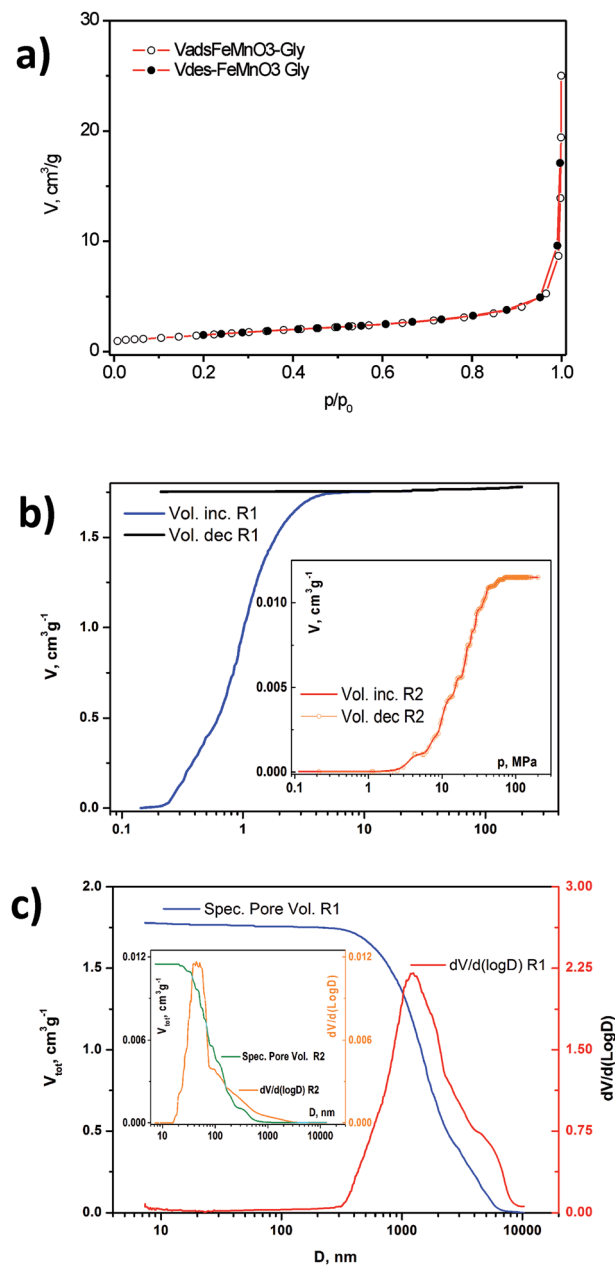 a)
VadsFeMnO3-Gly
Vdes-FeMnO3 Gly
30
20
10
0
V, cm³/g
0.0 0.2 0.4 0.6 0.8 1.0
p/p₀
b)
Vol. inc. R1
Vol. dec R1
1.5
1.0
0.5
0.0
V, cm³g⁻¹
0.1 1 10 100
0.010
0.005
0.000
V, cm³g⁻¹
Vol. inc. R2
Vol. dec R2
p, MPa
0.1 1 10 100
c)
Spec. Pore Vol. R1
dV/d(logD) R1
2.0
1.5
1.0
0.5
0.0
V_tot, cm³g⁻¹
3.00
2.25
1.50
0.75
0.00
dV/d(LogD)
10 100 1000 10000
D, nm
0.012
0.006
0.000
V_tot, cm³g⁻¹
Spec. Pore Vol. R2
dV/d(logD) R2
D, nm
10 100 1000 10000
0.012
0.006
0.000
dV/d(LogD)